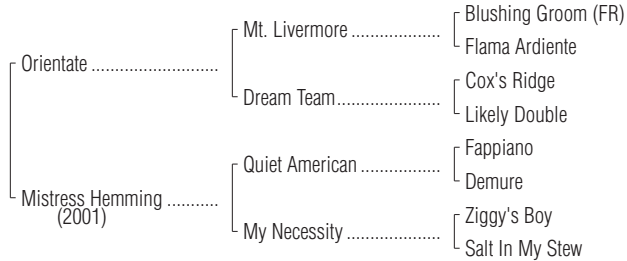 Blushing Groom (FR)
Mt. Livermore ...................
Flama Ardiente
Orientate ...........................
Cox's Ridge
Dream Team......................
Likely Double
Fappiano
Quiet American .................
Demure
Mistress Hemming ...........
(2001)
Ziggy's Boy
My Necessity ....................
Salt In My Stew